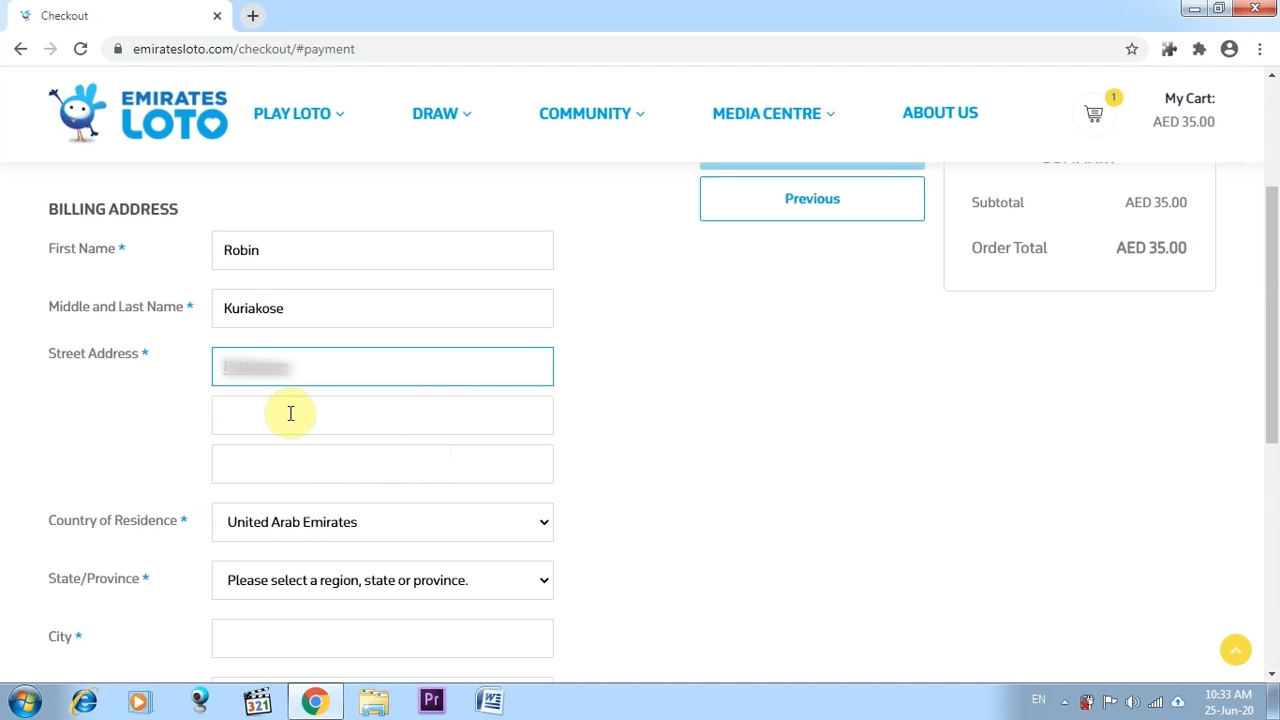 Checkout
emiratesloto.com/checkout/#payment
EMIRATES
LOTO
PLAY LOTO
DRAW
COMMUNITY
MEDIA CENTRE
ABOUT US
1
My Cart:
AED 35.00
Previous
Subtotal AED 35.00
Order Total AED 35.00
BILLING ADDRESS
First Name * Robin
Middle and Last Name * Kuriakose
Street Address *
Country of Residence * United Arab Emirates
State/Province * Please select a region, state or province.
City *
321
Pr
W
EN
10:33 AM
25-Jun-20